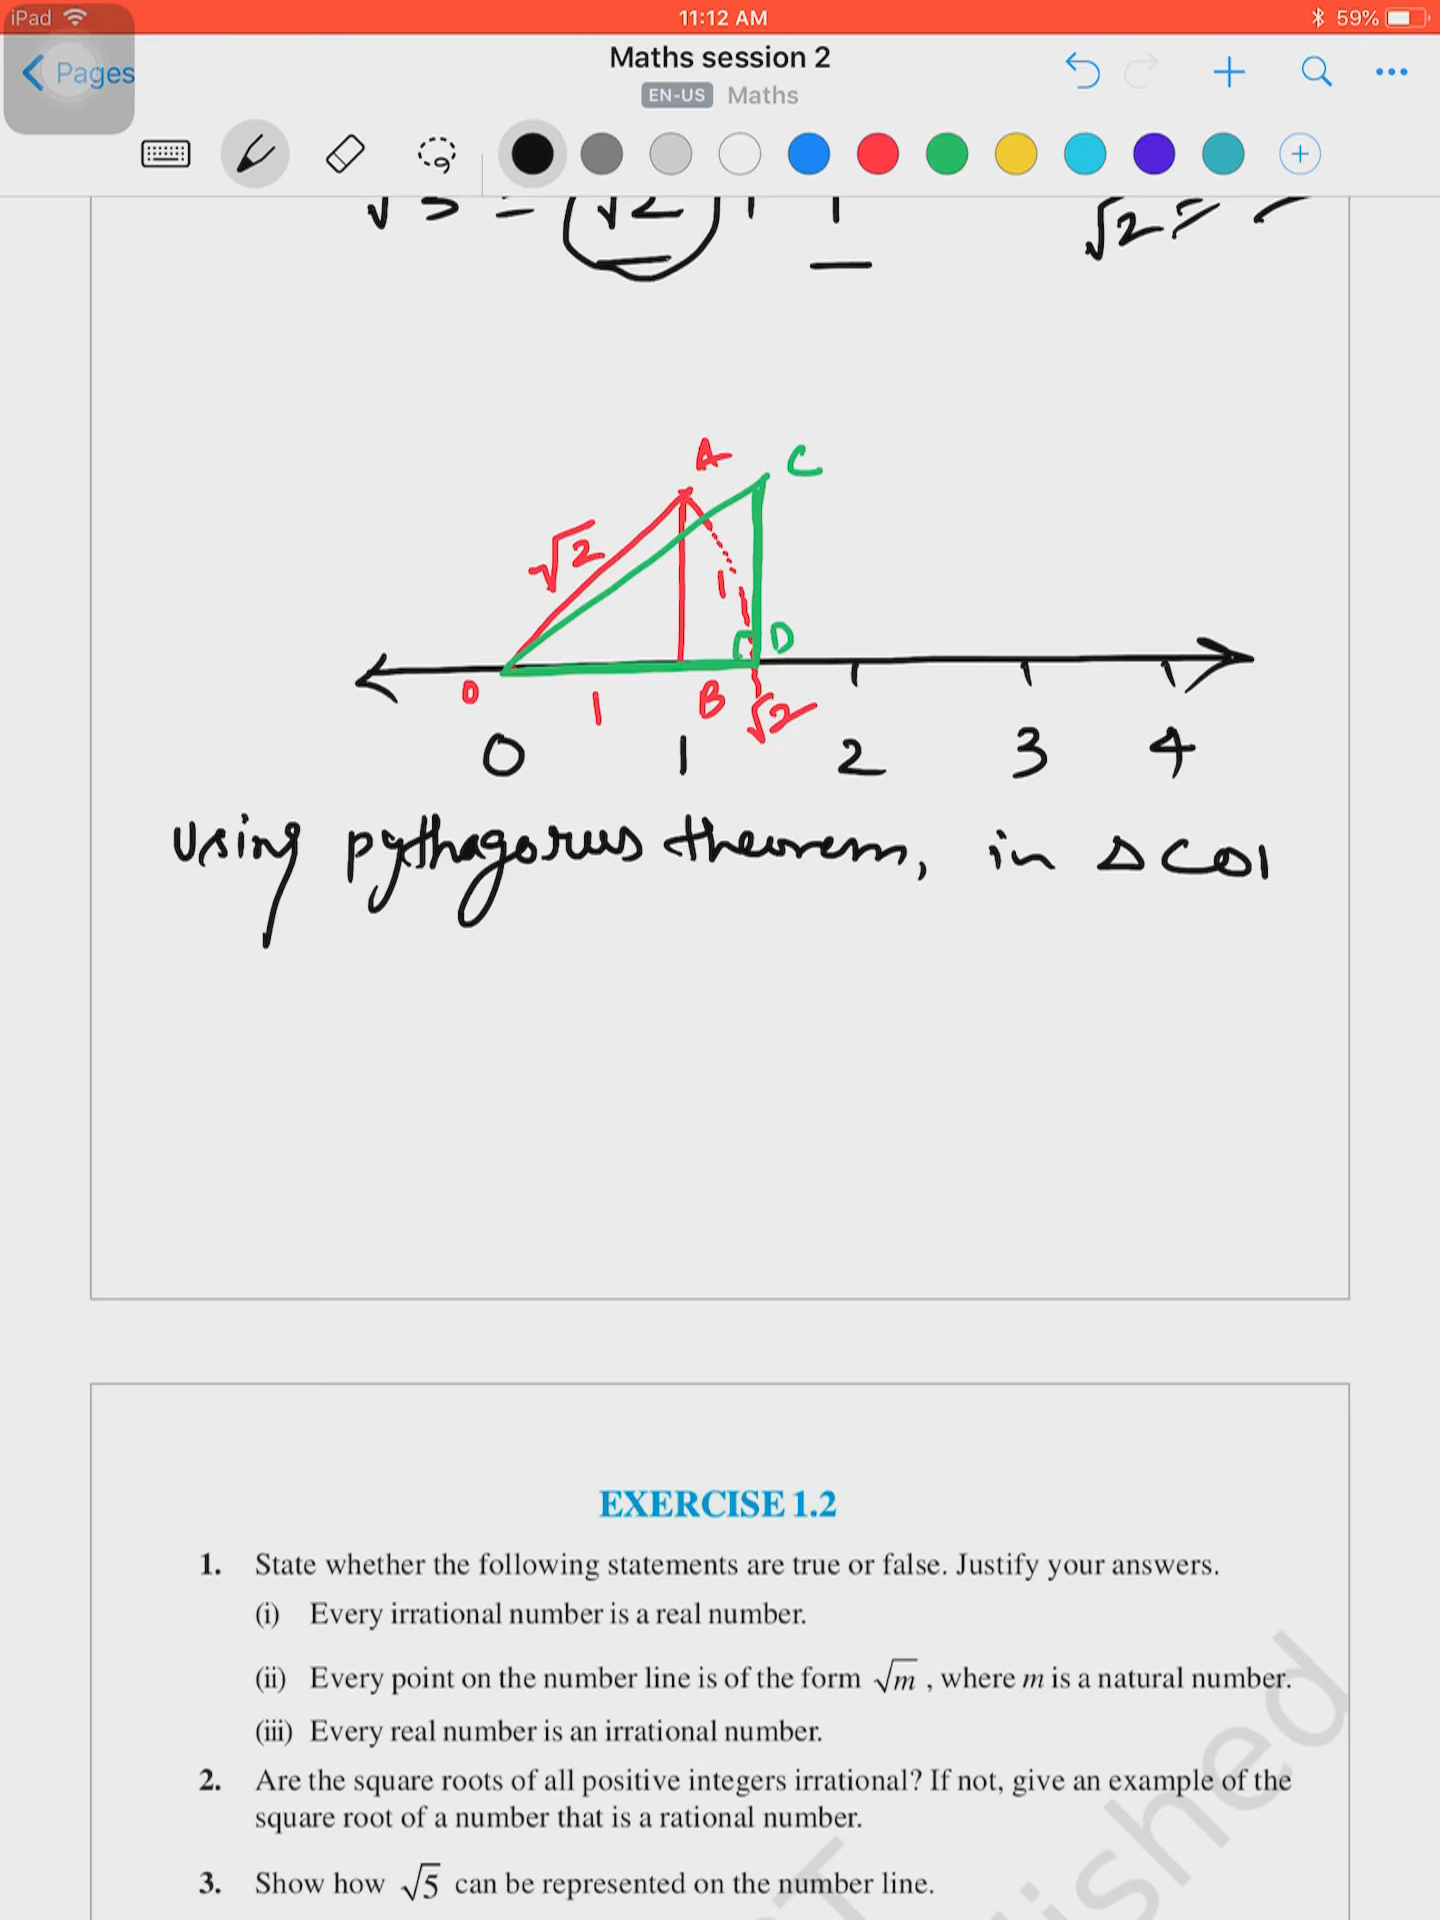 iPad 11:12 AM 59%
Pages Maths session 2
EN-US Maths
√3 = (√2) + 1 √2 =
A C
√2
1 D
O 1 B √2
0 1 2 3 4
Using pythagorus theorem, in Δ CO
EXERCISE 1.2
1. State whether the following statements are true or false. Justify your answers.
(i) Every irrational number is a real number.
(ii) Every point on the number line is of the form √m , where m is a natural number.
(iii) Every real number is an irrational number.
2. Are the square roots of all positive integers irrational? If not, give an example of the
square root of a number that is a rational number.
3. Show how √5 can be represented on the number line.